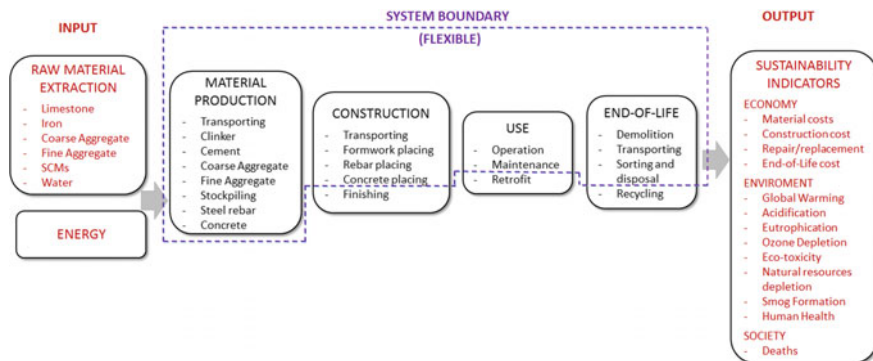 INPUT
SYSTEM BOUNDARY
(FLEXIBLE)
OUTPUT
RAW MATERIAL
EXTRACTION
- Limestone
- Iron
- Coarse Aggregate
- Fine Aggregate
- SCMs
- Water
ENERGY
MATERIAL
PRODUCTION
- Transporting
- Clinker
- Cement
- Coarse Aggregate
- Fine Aggregate
- Stockpiling
- Steel rebar
- Concrete
CONSTRUCTION
- Transporting
- Formwork placing
- Rebar placing
- Concrete placing
- Finishing
USE
- Operation
- Maintenance
- Retrofit
END-OF-LIFE
- Demolition
- Transporting
- Sorting and
disposal
- Recycling
SUSTAINABILITY
INDICATORS
ECONOMY
- Material costs
- Construction cost
- Repair/replacement
- End-of-Life cost
ENVIROMENT
- Global Warming
- Acidification
- Eutrophication
- Ozone Depletion
- Eco-toxicity
- Natural resources
depletion
- Smog Formation
- Human Health
SOCIETY
- Deaths